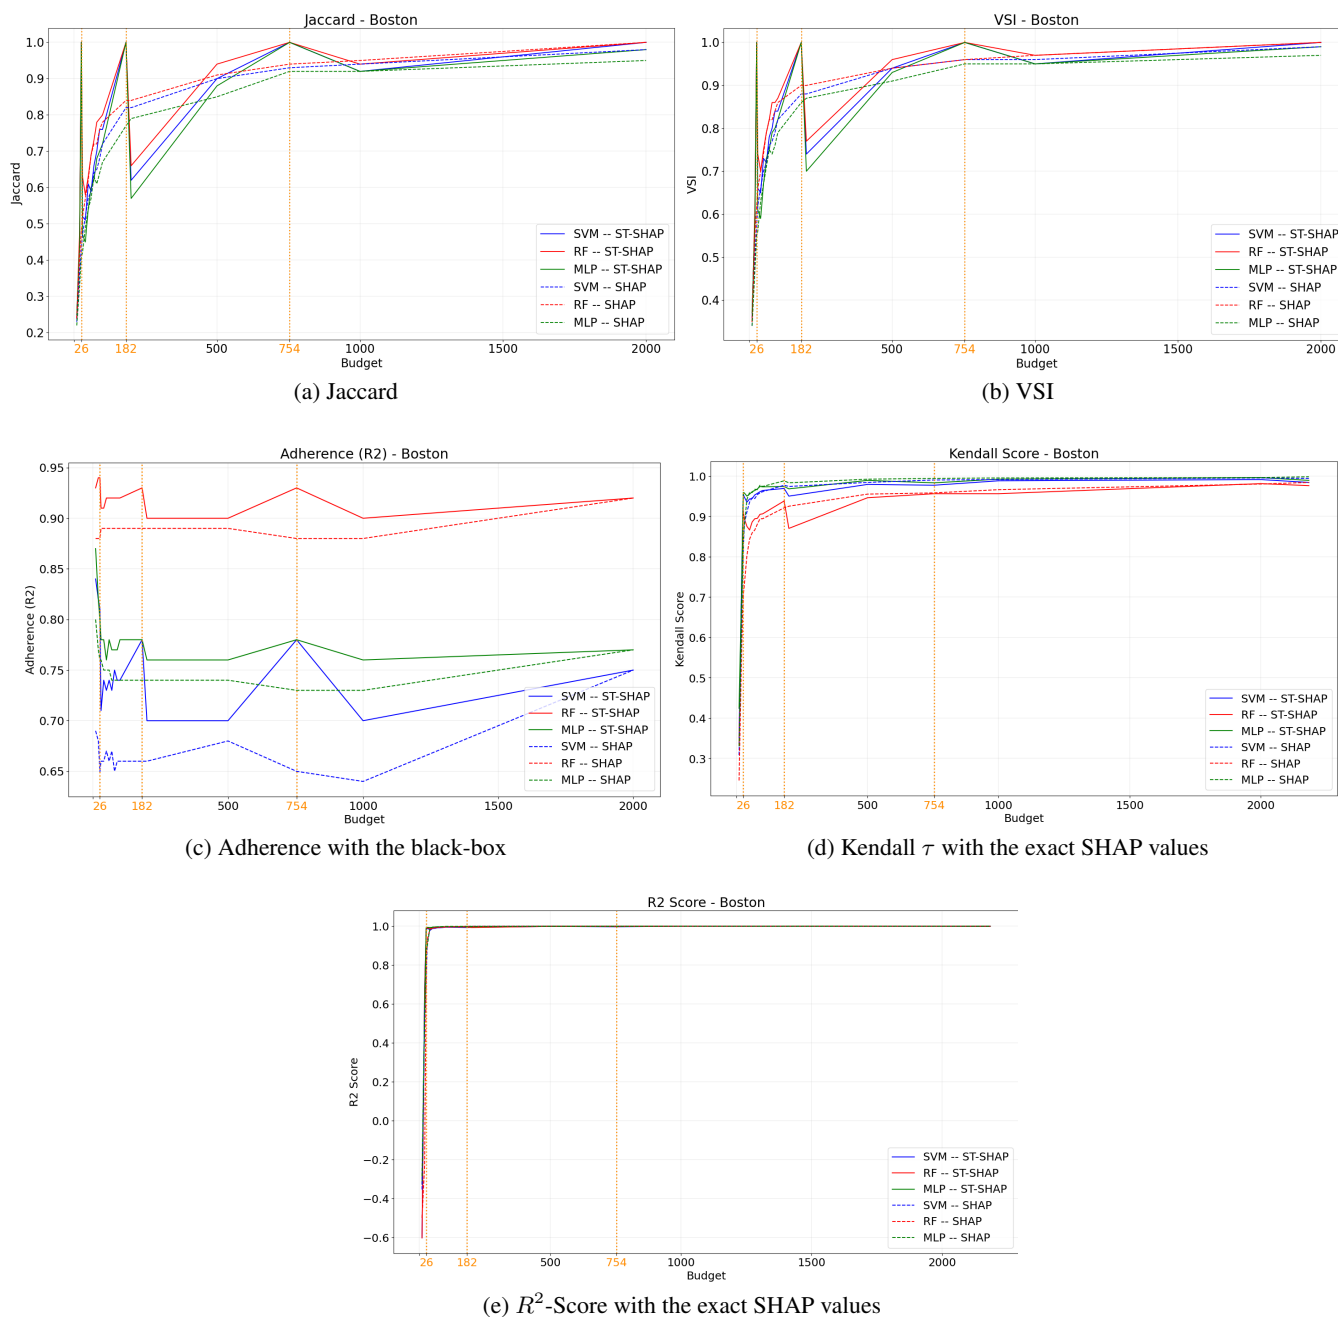 Jaccard - Boston
1.0
0.9
0.8
0.7
0.6
0.5
0.4
0.3
0.2
Jaccard
SVM -- ST-SHAP
RF -- ST-SHAP
MLP -- ST-SHAP
SVM -- SHAP
RF -- SHAP
MLP -- SHAP
26 182 500 754 1000 1500 2000
Budget
(a) Jaccard
VSI - Boston
1.0
0.9
0.8
0.7
0.6
0.5
0.4
VSI
SVM -- ST-SHAP
RF -- ST-SHAP
MLP -- ST-SHAP
SVM -- SHAP
RF -- SHAP
MLP -- SHAP
26 182 500 754 1000 1500 2000
Budget
(b) VSI
Adherence (R2) - Boston
0.95
0.90
0.85
0.80
0.75
0.70
0.65
Adherence (R2)
SVM -- ST-SHAP
RF -- ST-SHAP
MLP -- ST-SHAP
SVM -- SHAP
RF -- SHAP
MLP -- SHAP
26 182 500 754 1000 2000
Budget
(c) Adherence with the black-box
Kendall Score - Boston
1.0
0.9
0.8
0.7
0.6
0.5
0.4
0.3
Kendall Score
SVM -- ST-SHAP
RF -- ST-SHAP
MLP -- ST-SHAP
SVM -- SHAP
RF -- SHAP
MLP -- SHAP
26 182 500 754 1000 1500 2000
Budget
(d) Kendall τ with the exact SHAP values
R2 Score - Boston
1.0
0.8
0.6
0.4
0.2
0.0
−0.2
−0.4
−0.6
R2 Score
SVM -- ST-SHAP
RF -- ST-SHAP
MLP -- ST-SHAP
SVM -- SHAP
RF -- SHAP
MLP -- SHAP
26 182 500 754 1000 1500 2000
Budget
(e) R²-Score with the exact SHAP values